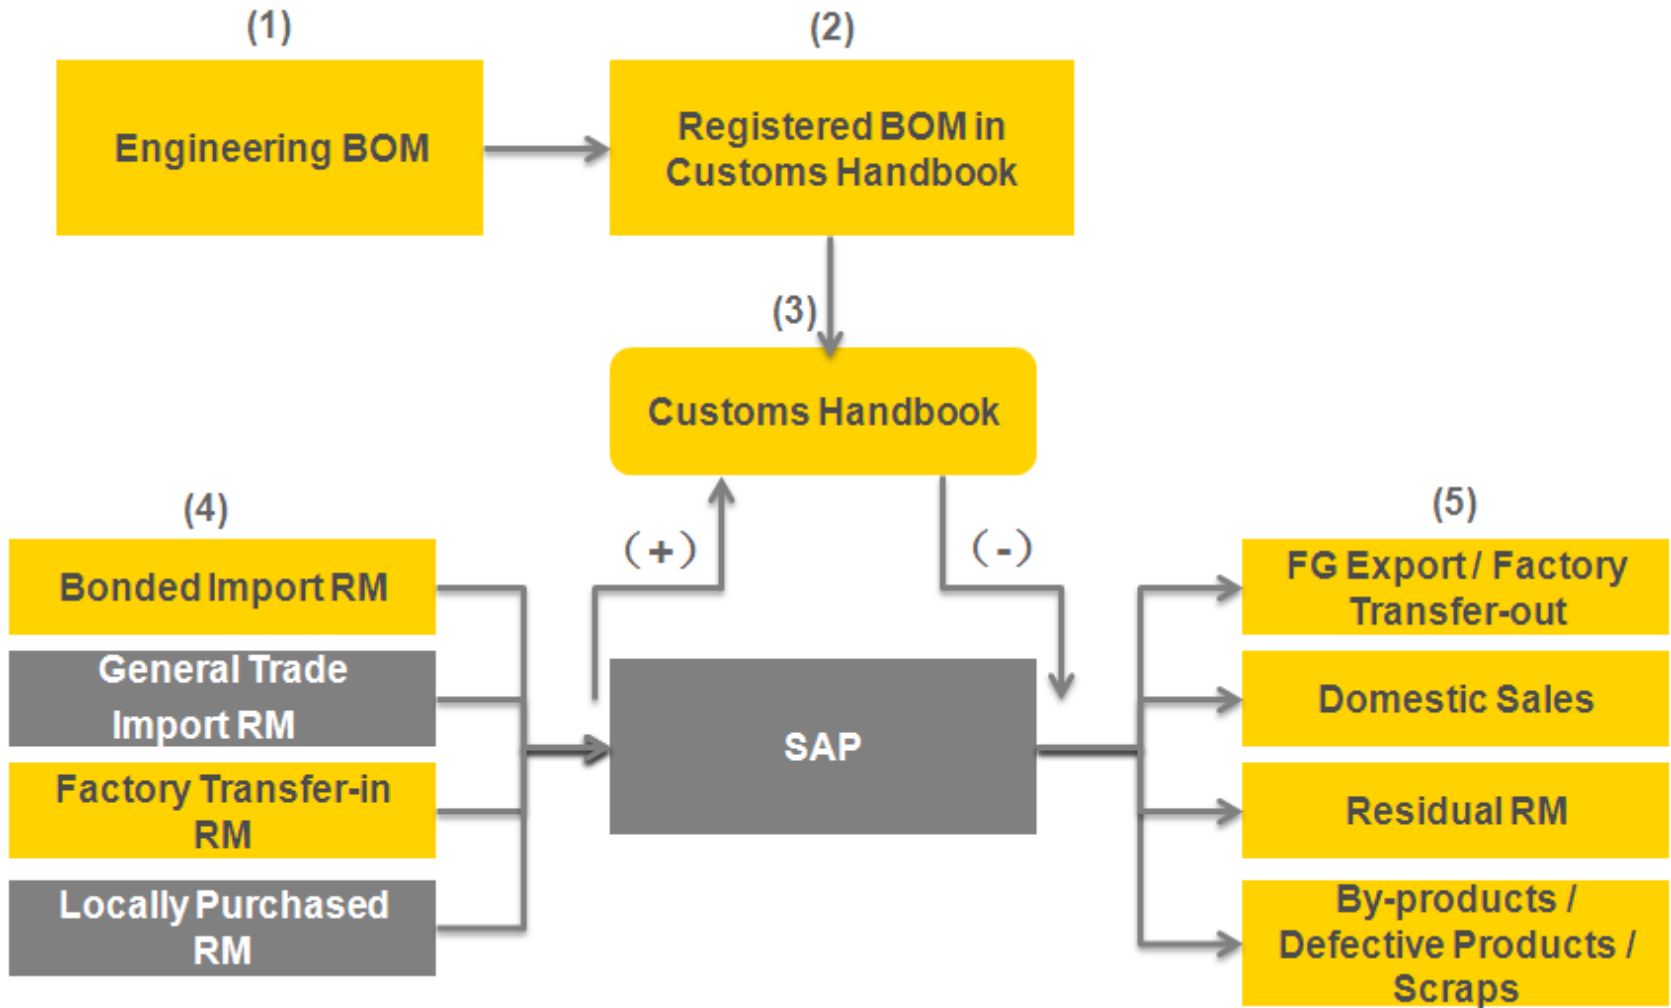 (1)
(2)
Engineering BOM
Registered BOM in
Customs Handbook
(3)
Customs Handbook
(4)
(5)
(+)
(-)
Bonded Import RM
General Trade
Import RM
Factory Transfer-in
RM
Locally Purchased
RM
SAP
FG Export / Factory
Transfer-out
Domestic Sales
Residual RM
By-products /
Defective Products /
Scraps